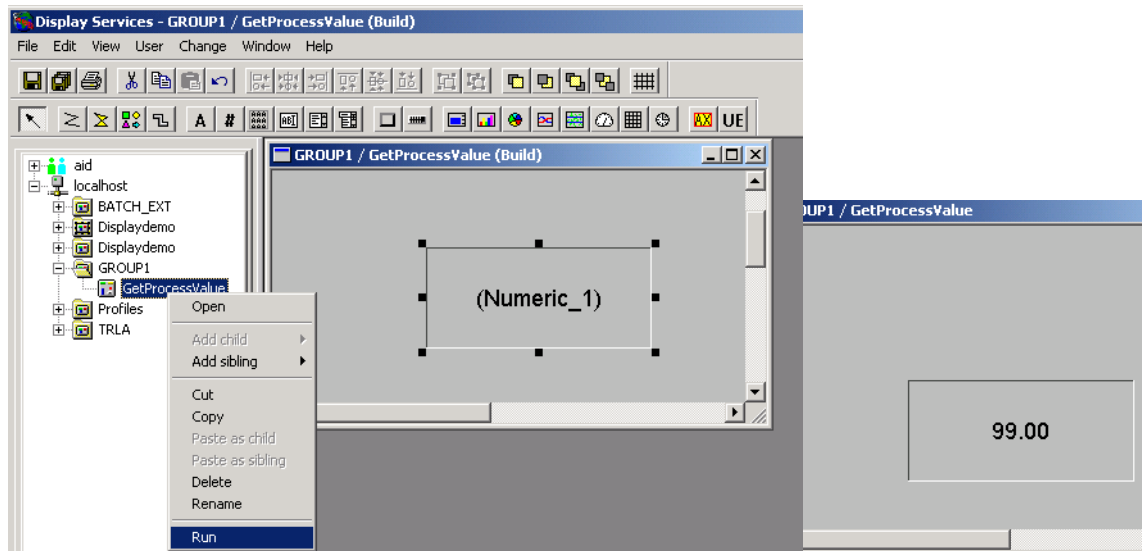 Display Services - GROUP1 / GetProcessValue (Build)
File Edit View User Change Window Help
A # ABI AX UE
aid
localhost
BATCH_EXT
Displaydemo
Displaydemo
GROUP1
GetProcessValue
Profiles
TRLA
GROUP1 / GetProcessValue (Build)
(Numeric_1)
Open
Add child
Add sibling
Cut
Copy
Paste as child
Paste as sibling
Delete
Rename
Run
OUP1 / GetProcessValue
99.00